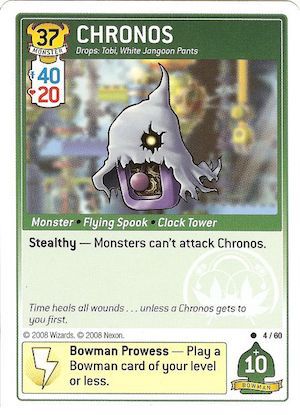 37
MONSTER
CHRONOS
Drops: Tobi, White Jangoon Pants
40
20
Monster • Flying Spook • Clock Tower
Stealthy — Monsters can't attack Chronos.
Time heals all wounds . . . unless a Chronos gets to
you first.
© 2008 Wizards. © 2008 Nexon.
4 / 60
Bowman Prowess — Play a
Bowman card of your level
or less.
+
10
BOWMAN